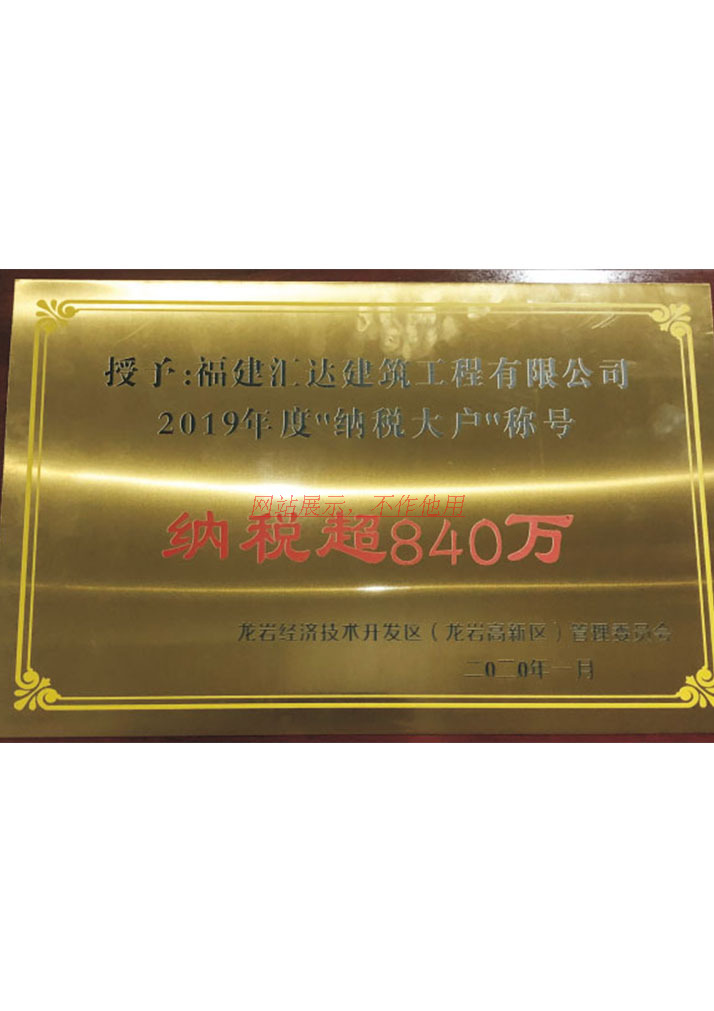 授予:福建汇达建筑工程有限公司
2019年度"纳税大户"称号
网站展示，不作他用
纳税超840万
龙岩经济技术开发区（龙岩高新区）管理委员会
二0二0年一月